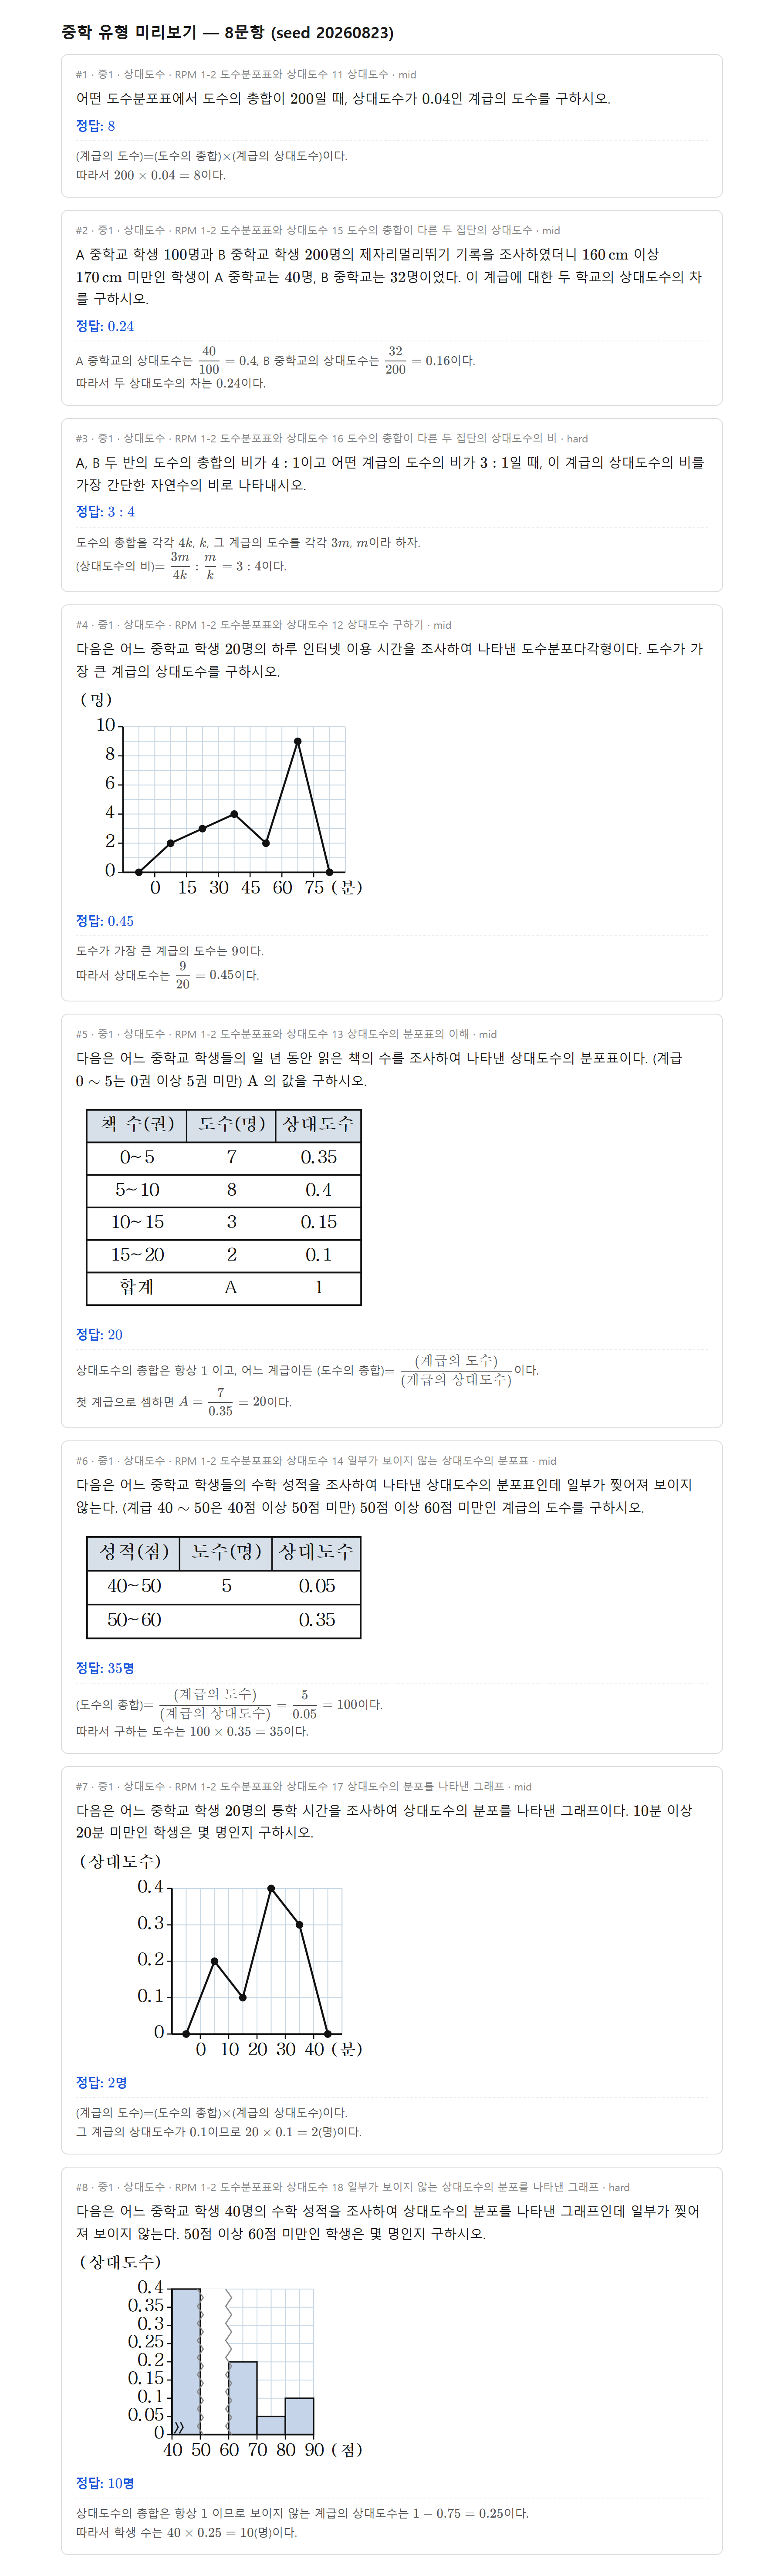 중학 유형 미리보기 — 8문항 (seed 20260823)
#1 · 중1 · 상대도수 · RPM 1-2 도수분포표와 상대도수 11 상대도수 · mid
어떤 도수분포표에서 도수의 총합이 200일 때, 상대도수가 0.04인 계급의 도수를 구하시오.
정답: 8
(계급의 도수)=(도수의 총합)×(계급의 상대도수)이다.
따라서 200 × 0.04 = 8이다.
#2 · 중1 · 상대도수 · RPM 1-2 도수분포표와 상대도수 15 도수의 총합이 다른 두 집단의 상대도수 · mid
A 중학교 학생 100명과 B 중학교 학생 200명의 제자리멀리뛰기 기록을 조사하였더니 160 cm 이상
170 cm 미만인 학생이 A 중학교는 40명, B 중학교는 32명이었다. 이 계급에 대한 두 학교의 상대도수의 차
를 구하시오.
정답: 0.24
A 중학교의 상대도수는 40/100 = 0.4, B 중학교의 상대도수는 32/200 = 0.16이다.
따라서 두 상대도수의 차는 0.24이다.
#3 · 중1 · 상대도수 · RPM 1-2 도수분포표와 상대도수 16 도수의 총합이 다른 두 집단의 상대도수의 비 · hard
A, B 두 반의 도수의 총합의 비가 4 : 1이고 어떤 계급의 도수의 비가 3 : 1일 때, 이 계급의 상대도수의 비를
가장 간단한 자연수의 비로 나타내시오.
정답: 3 : 4
도수의 총합을 각각 4k, k, 그 계급의 도수를 각각 3m, m이라 하자.
(상대도수의 비)= 3m/4k : m/k = 3 : 4이다.
#4 · 중1 · 상대도수 · RPM 1-2 도수분포표와 상대도수 12 상대도수 구하기 · mid
다음은 어느 중학교 학생 20명의 하루 인터넷 이용 시간을 조사하여 나타낸 도수분포다각형이다. 도수가 가
장 큰 계급의 상대도수를 구하시오.
(명)
10
8
6
4
2
0
0 15 30 45 60 75 (분)
정답: 0.45
도수가 가장 큰 계급의 도수는 9이다.
따라서 상대도수는 9/20 = 0.45이다.
#5 · 중1 · 상대도수 · RPM 1-2 도수분포표와 상대도수 13 상대도수의 분포표의 이해 · mid
다음은 어느 중학교 학생들의 일 년 동안 읽은 책의 수를 조사하여 나타낸 상대도수의 분포표이다. (계급
0 ∼ 5는 0권 이상 5권 미만) A 의 값을 구하시오.
책 수(권) 도수(명) 상대도수
0~5 7 0.35
5~10 8 0.4
10~15 3 0.15
15~20 2 0.1
합계 A 1
정답: 20
상대도수의 총합은 항상 1 이고, 어느 계급이든 (도수의 총합)= (계급의 도수)/(계급의 상대도수)이다.
첫 계급으로 셈하면 A = 7/0.35 = 20이다.
#6 · 중1 · 상대도수 · RPM 1-2 도수분포표와 상대도수 14 일부가 보이지 않는 상대도수의 분포표 · mid
다음은 어느 중학교 학생들의 수학 성적을 조사하여 나타낸 상대도수의 분포표인데 일부가 찢어져 보이지
않는다. (계급 40 ∼ 50은 40점 이상 50점 미만) 50점 이상 60점 미만인 계급의 도수를 구하시오.
성적(점) 도수(명) 상대도수
40~50 5 0.05
50~60 0.35
정답: 35명
(도수의 총합)= (계급의 도수)/(계급의 상대도수) = 5/0.05 = 100이다.
따라서 구하는 도수는 100 × 0.35 = 35이다.
#7 · 중1 · 상대도수 · RPM 1-2 도수분포표와 상대도수 17 상대도수의 분포를 나타낸 그래프 · mid
다음은 어느 중학교 학생 20명의 통학 시간을 조사하여 상대도수의 분포를 나타낸 그래프이다. 10분 이상
20분 미만인 학생은 몇 명인지 구하시오.
(상대도수)
0.4
0.3
0.2
0.1
0
0 10 20 30 40 (분)
정답: 2명
(계급의 도수)=(도수의 총합)×(계급의 상대도수)이다.
그 계급의 상대도수가 0.1이므로 20 × 0.1 = 2(명)이다.
#8 · 중1 · 상대도수 · RPM 1-2 도수분포표와 상대도수 18 일부가 보이지 않는 상대도수의 분포를 나타낸 그래프 · hard
다음은 어느 중학교 학생 40명의 수학 성적을 조사하여 상대도수의 분포를 나타낸 그래프인데 일부가 찢어
져 보이지 않는다. 50점 이상 60점 미만인 학생은 몇 명인지 구하시오.
(상대도수)
0.4
0.35
0.3
0.25
0.2
0.15
0.1
0.05
0
40 50 60 70 80 90 (점)
정답: 10명
상대도수의 총합은 항상 1 이므로 보이지 않는 계급의 상대도수는 1 − 0.75 = 0.25이다.
따라서 학생 수는 40 × 0.25 = 10(명)이다.